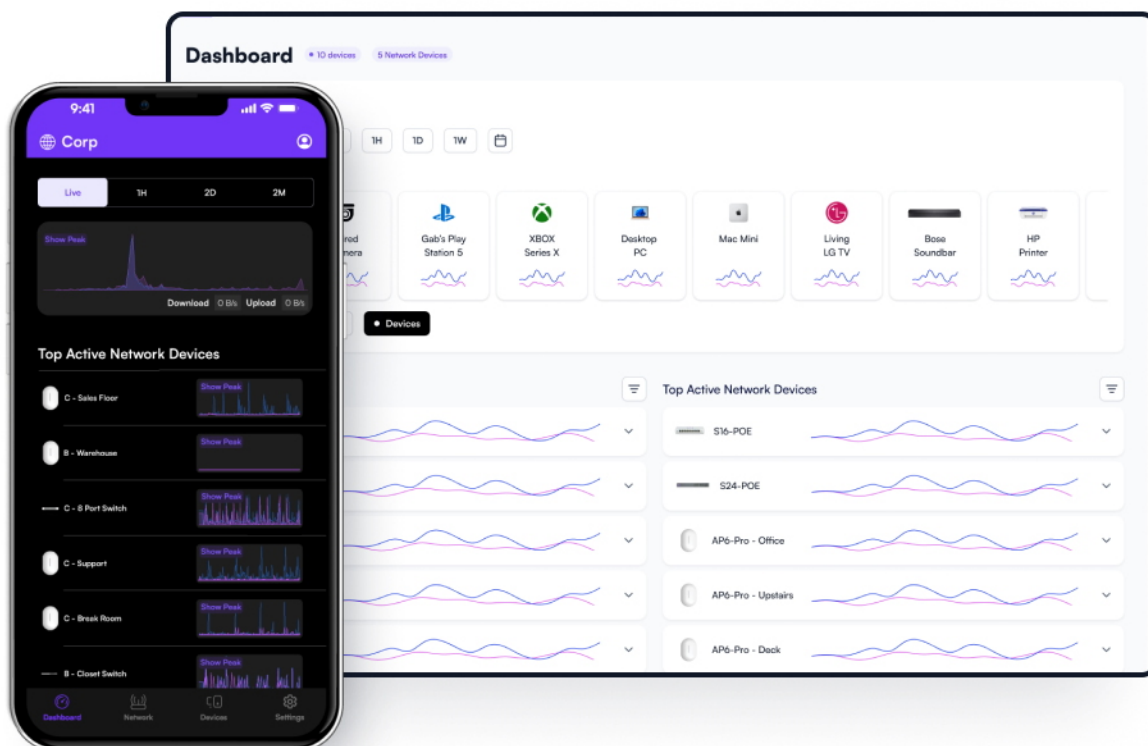 Dashboard
10 devices
5 Network Devices
1H
1D
1W
Gab's Play
Station 5
XBOX
Series X
Desktop
PC
Mac Mini
Living
LG TV
Bose
Soundbar
HP
Printer
Devices
Top Active Network Devices
S16-POE
S24-POE
AP6-Pro - Office
AP6-Pro - Upstairs
AP6-Pro - Deck
9:41
Corp
Live
1H
2D
2M
Show Peak
Download 0 B/s Upload 0 B/s
Top Active Network Devices
C - Sales Floor
Show Peak
B - Warehouse
Show Peak
C - 8 Port Switch
Show Peak
C - Support
Show Peak
C - Break Room
Show Peak
B - Closet Switch
Show Peak
Dashboard
Network
Devices
Settings